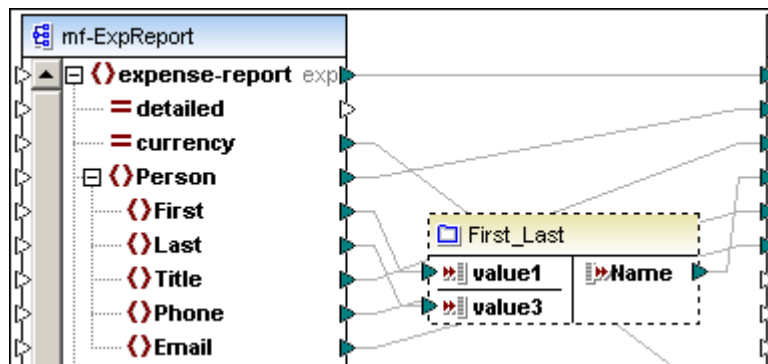 mf-ExpReport
expense-report exp
detailed
currency
Person
First
Last
Title
Phone
Email
First_Last
value1
Name
value3